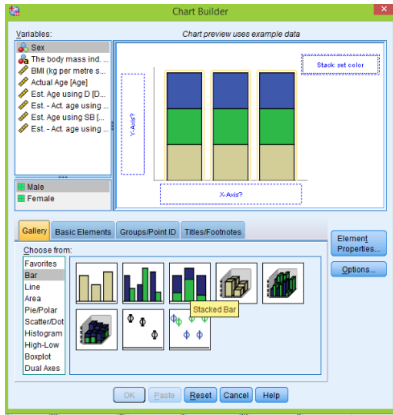 Chart Builder
Variables:
Chart preview uses example data
Sex
The body mass ind. ...
BMI (kg per metre s...
Actual Age [Age]
Est. Age using D [D...
Est. - Act. age using ...
Est. Age using SB [...
Est. - Act. age using ...
Male
Female
Stack: set color
Y-Axis?
X-Axis?
Gallery Basic Elements Groups/Point ID Titles/Footnotes
Choose from:
Favorites
Bar
Line
Area
Pie/Polar
Scatter/Dot
Histogram
High-Low
Boxplot
Dual Axes
Stacked Bar
Element Properties...
Options...
OK Paste Reset Cancel Help